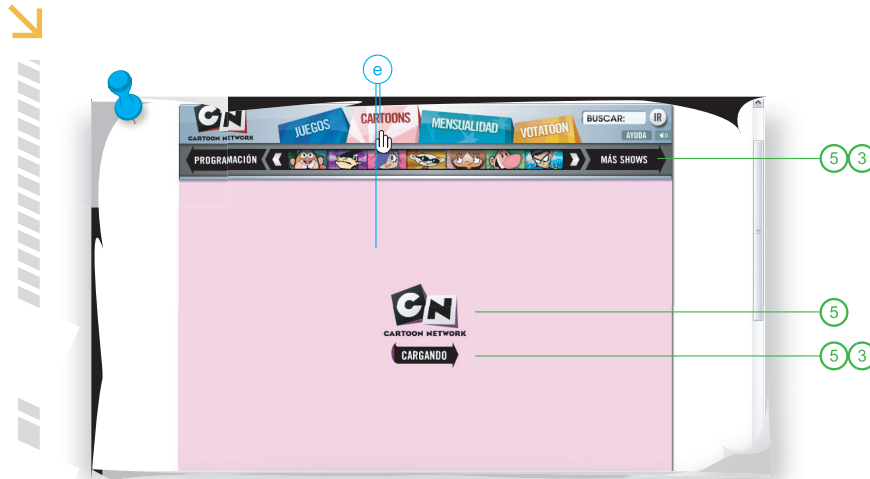 e
CN
CARTOON NETWORK
JUEGOS
CARTOONS
MENSUALIDAD
VOTATOON
BUSCAR:
IR
AYUDA
PROGRAMACIÓN
MÁS SHOWS
5 3
CN
CARTOON NETWORK
5
CARGANDO
5 3